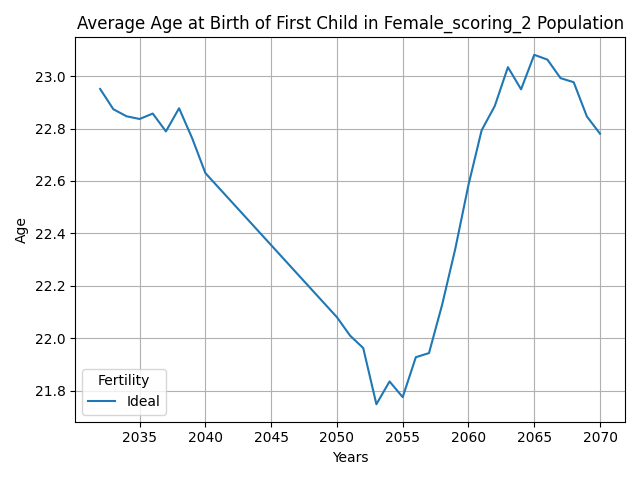 Average Age at Birth of First Child in Female_scoring_2 Population
Age
23.0
22.8
22.6
22.4
22.2
22.0
21.8
Fertility
Ideal
2035 2040 2045 2050 2055 2060 2065 2070
Years